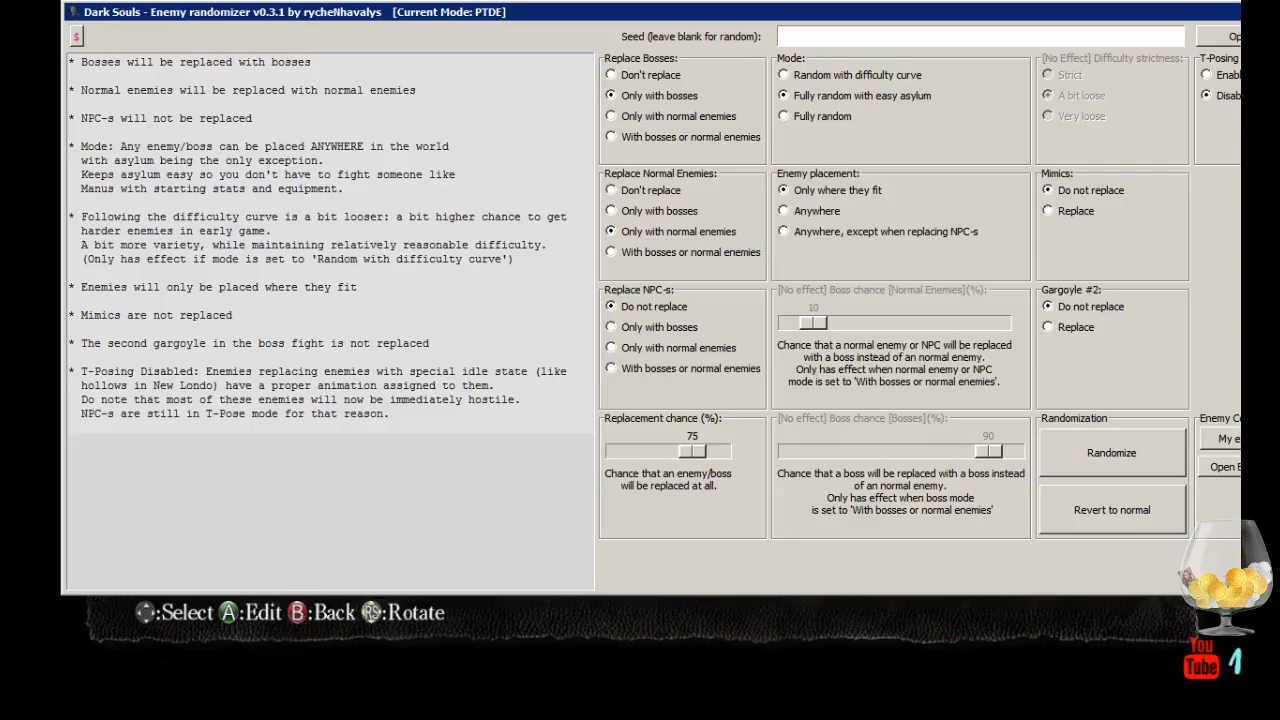 Dark Souls - Enemy randomizer v0.3.1 by rycheNhavalys [Current Mode: PTDE]
$
Seed (leave blank for random):
* Bosses will be replaced with bosses
* Normal enemies will be replaced with normal enemies
* NPC-s will not be replaced
* Mode: Any enemy/boss can be placed ANYWHERE in the world
with asylum being the only exception.
Keeps asylum easy so you don't have to fight someone like
Manus with starting stats and equipment.
* Following the difficulty curve is a bit looser: a bit higher chance to get
harder enemies in early game.
A bit more variety, while maintaining relatively reasonable difficulty.
(Only has effect if mode is set to 'Random with difficulty curve')
* Enemies will only be placed where they fit
* Mimics are not replaced
* The second gargoyle in the boss fight is not replaced
* T-Posing Disabled: Enemies replacing enemies with special idle state (like
hollows in New Londo) have a proper animation assigned to them.
Do note that most of these enemies will now be immediately hostile.
NPC-s are still in T-Pose mode for that reason.
Replace Bosses:
Don't replace
Only with bosses
Only with normal enemies
With bosses or normal enemies
Mode:
Random with difficulty curve
Fully random with easy asylum
Fully random
[No Effect] Difficulty strictness:
Strict
A bit loose
Very loose
T-Posing
Replace Normal Enemies:
Don't replace
Only with bosses
Only with normal enemies
With bosses or normal enemies
Enemy placement:
Only where they fit
Anywhere
Anywhere, except when replacing NPC-s
Mimics:
Do not replace
Replace
Replace NPC-s:
Do not replace
Only with bosses
Only with normal enemies
With bosses or normal enemies
[No effect] Boss chance [Normal Enemies](%):
10
Chance that a normal enemy or NPC will be replaced
with a boss instead of an normal enemy.
Only has effect when normal enemy or NPC
mode is set to 'With bosses or normal enemies'.
Gargoyle #2:
Do not replace
Replace
Replacement chance (%):
75
Chance that an enemy/boss
will be replaced at all.
[No effect] Boss chance [Bosses](%):
90
Chance that a boss will be replaced with a boss instead
of an normal enemy.
Only has effect when boss mode
is set to 'With bosses or normal enemies'
Randomization
Randomize
Revert to normal
Enemy
My
Open
:Select A:Edit B:Back RS:Rotate
You
Tube 1